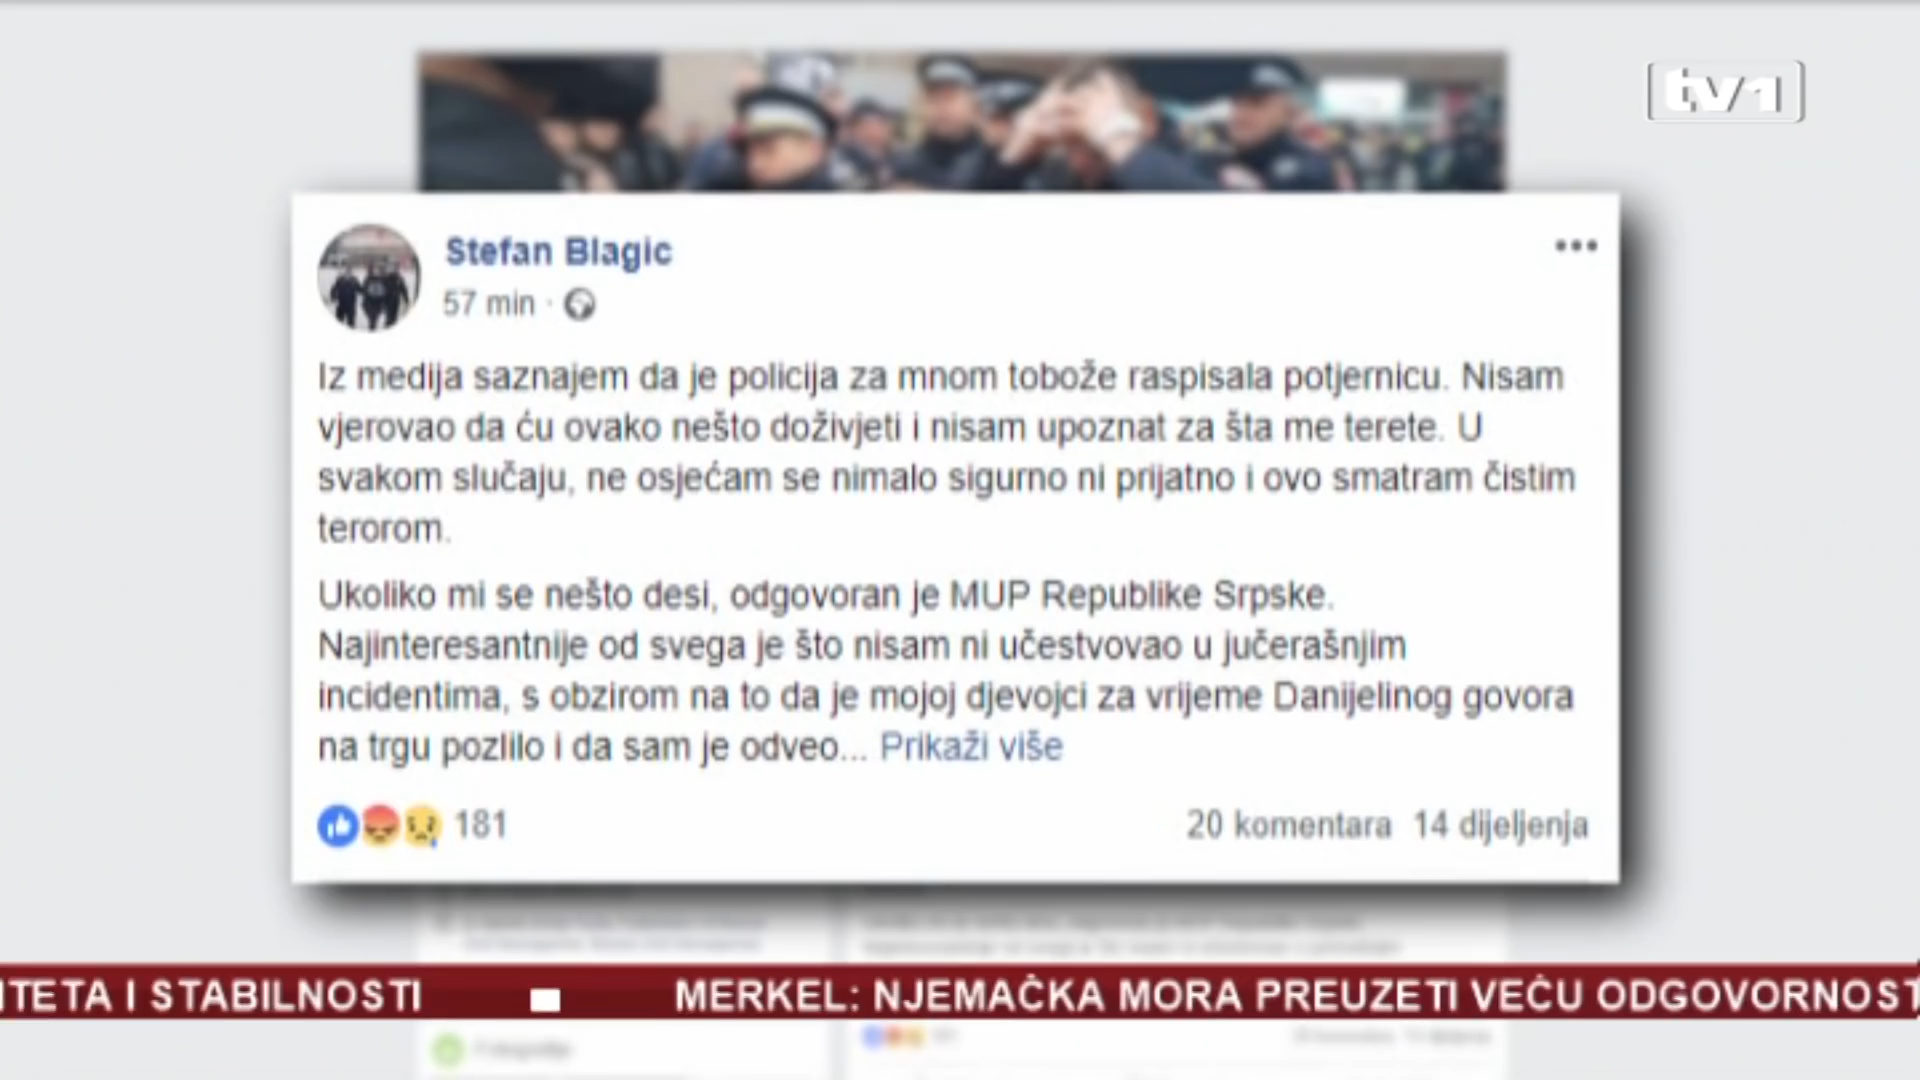 tv1
Stefan Blagic
57 min ·
Iz medija saznajem da je policija za mnom tobože raspisala potjernicu. Nisam
vjerovao da ću ovako nešto doživjeti i nisam upoznat za šta me terete. U
svakom slučaju, ne osjećam se nimalo sigurno ni prijatno i ovo smatram čistim
terorom.
Ukoliko mi se nešto desi, odgovoran je MUP Republike Srpske.
Najinteresantnije od svega je što nisam ni učestvovao u jučerašnjim
incidentima, s obzirom na to da je mojoj djevojci za vrijeme Danijelinog govora
na trgu pozlilo i da sam je odveo... Prikaži više
181 20 komentara 14 dijeljenja
ITETA I STABILNOSTI MERKEL: NJEMAČKA MORA PREUZETI VEĆU ODGOVORNOST